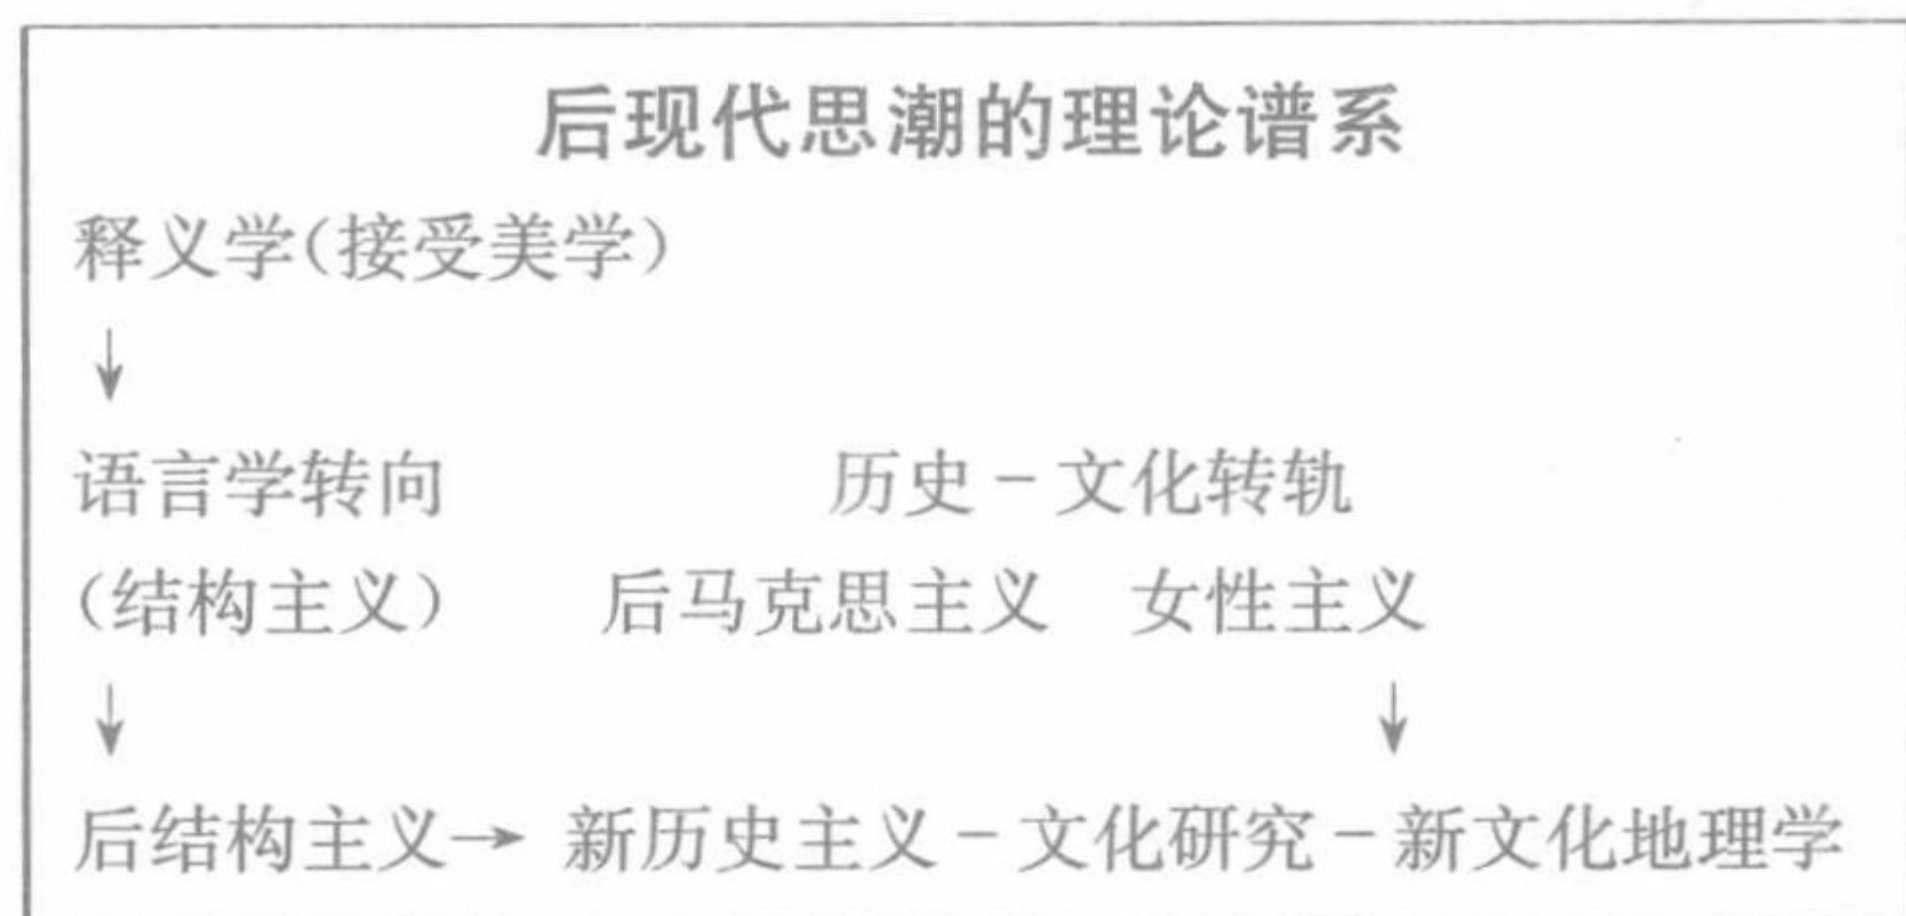 后现代思潮的理论谱系
释义学(接受美学)
↓
语言学转向 历史-文化转轨
(结构主义) 后马克思主义 女性主义
↓ ↓
后结构主义→ 新历史主义-文化研究-新文化地理学